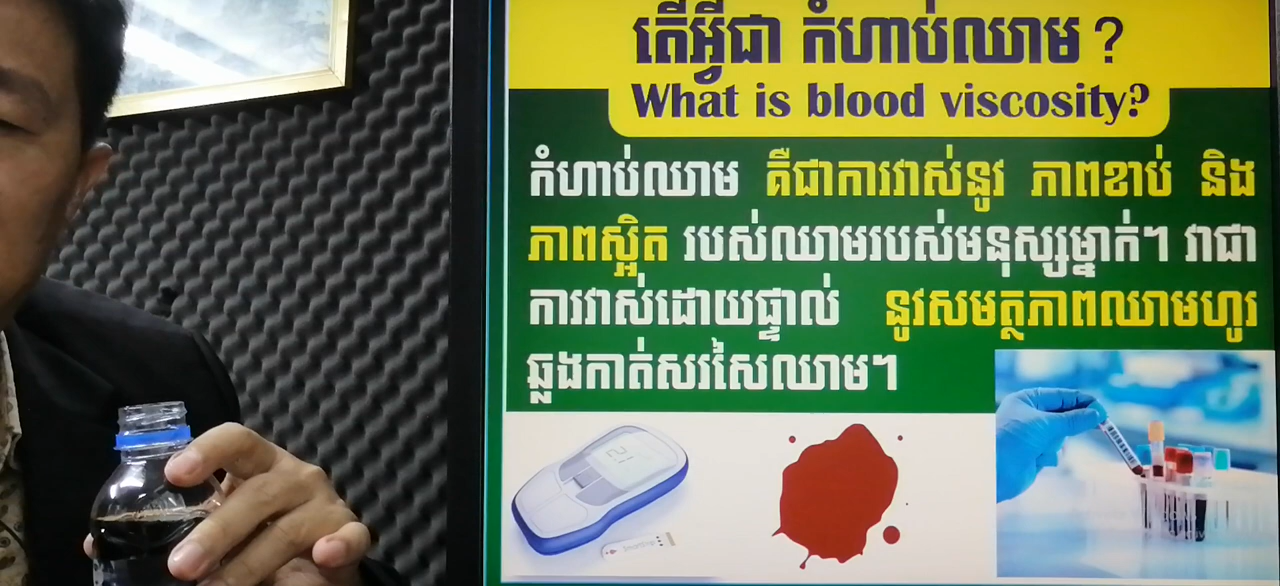 តើអ្វីជា កំហាប់ឈាម ?
What is blood viscosity?
កំហាប់ឈាម គឺជាការវាស់នូវ ភាពខាប់ និង
ភាពស្អិត របស់ឈាមរបស់មនុស្សម្នាក់ៗ វាជា
ការវាស់ដោយផ្ទាល់ នូវសមត្ថភាពឈាមហូរ
ឆ្លងកាត់សរសៃឈាម។